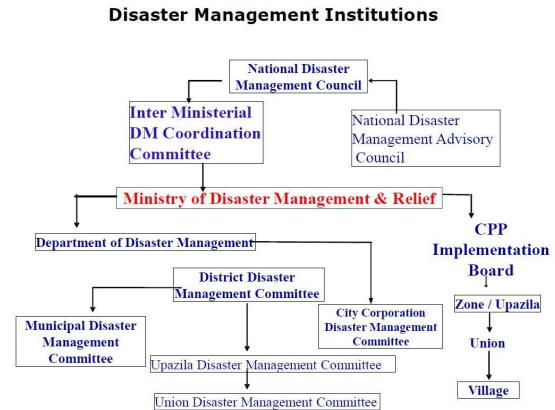 Disaster Management Institutions
National Disaster
Management Council
Inter Ministerial
DM Coordination
Committee
National Disaster
Management Advisory
Council
Ministry of Disaster Management & Relief
CPP
Implementation
Board
Department of Disaster Management
District Disaster
Management Committee
Zone / Upazila
City Corporation
Disaster Management
Committee
Municipal Disaster
Management
Committee
Union
Upazila Disaster Management Committee
Village
Union Disaster Management Committee